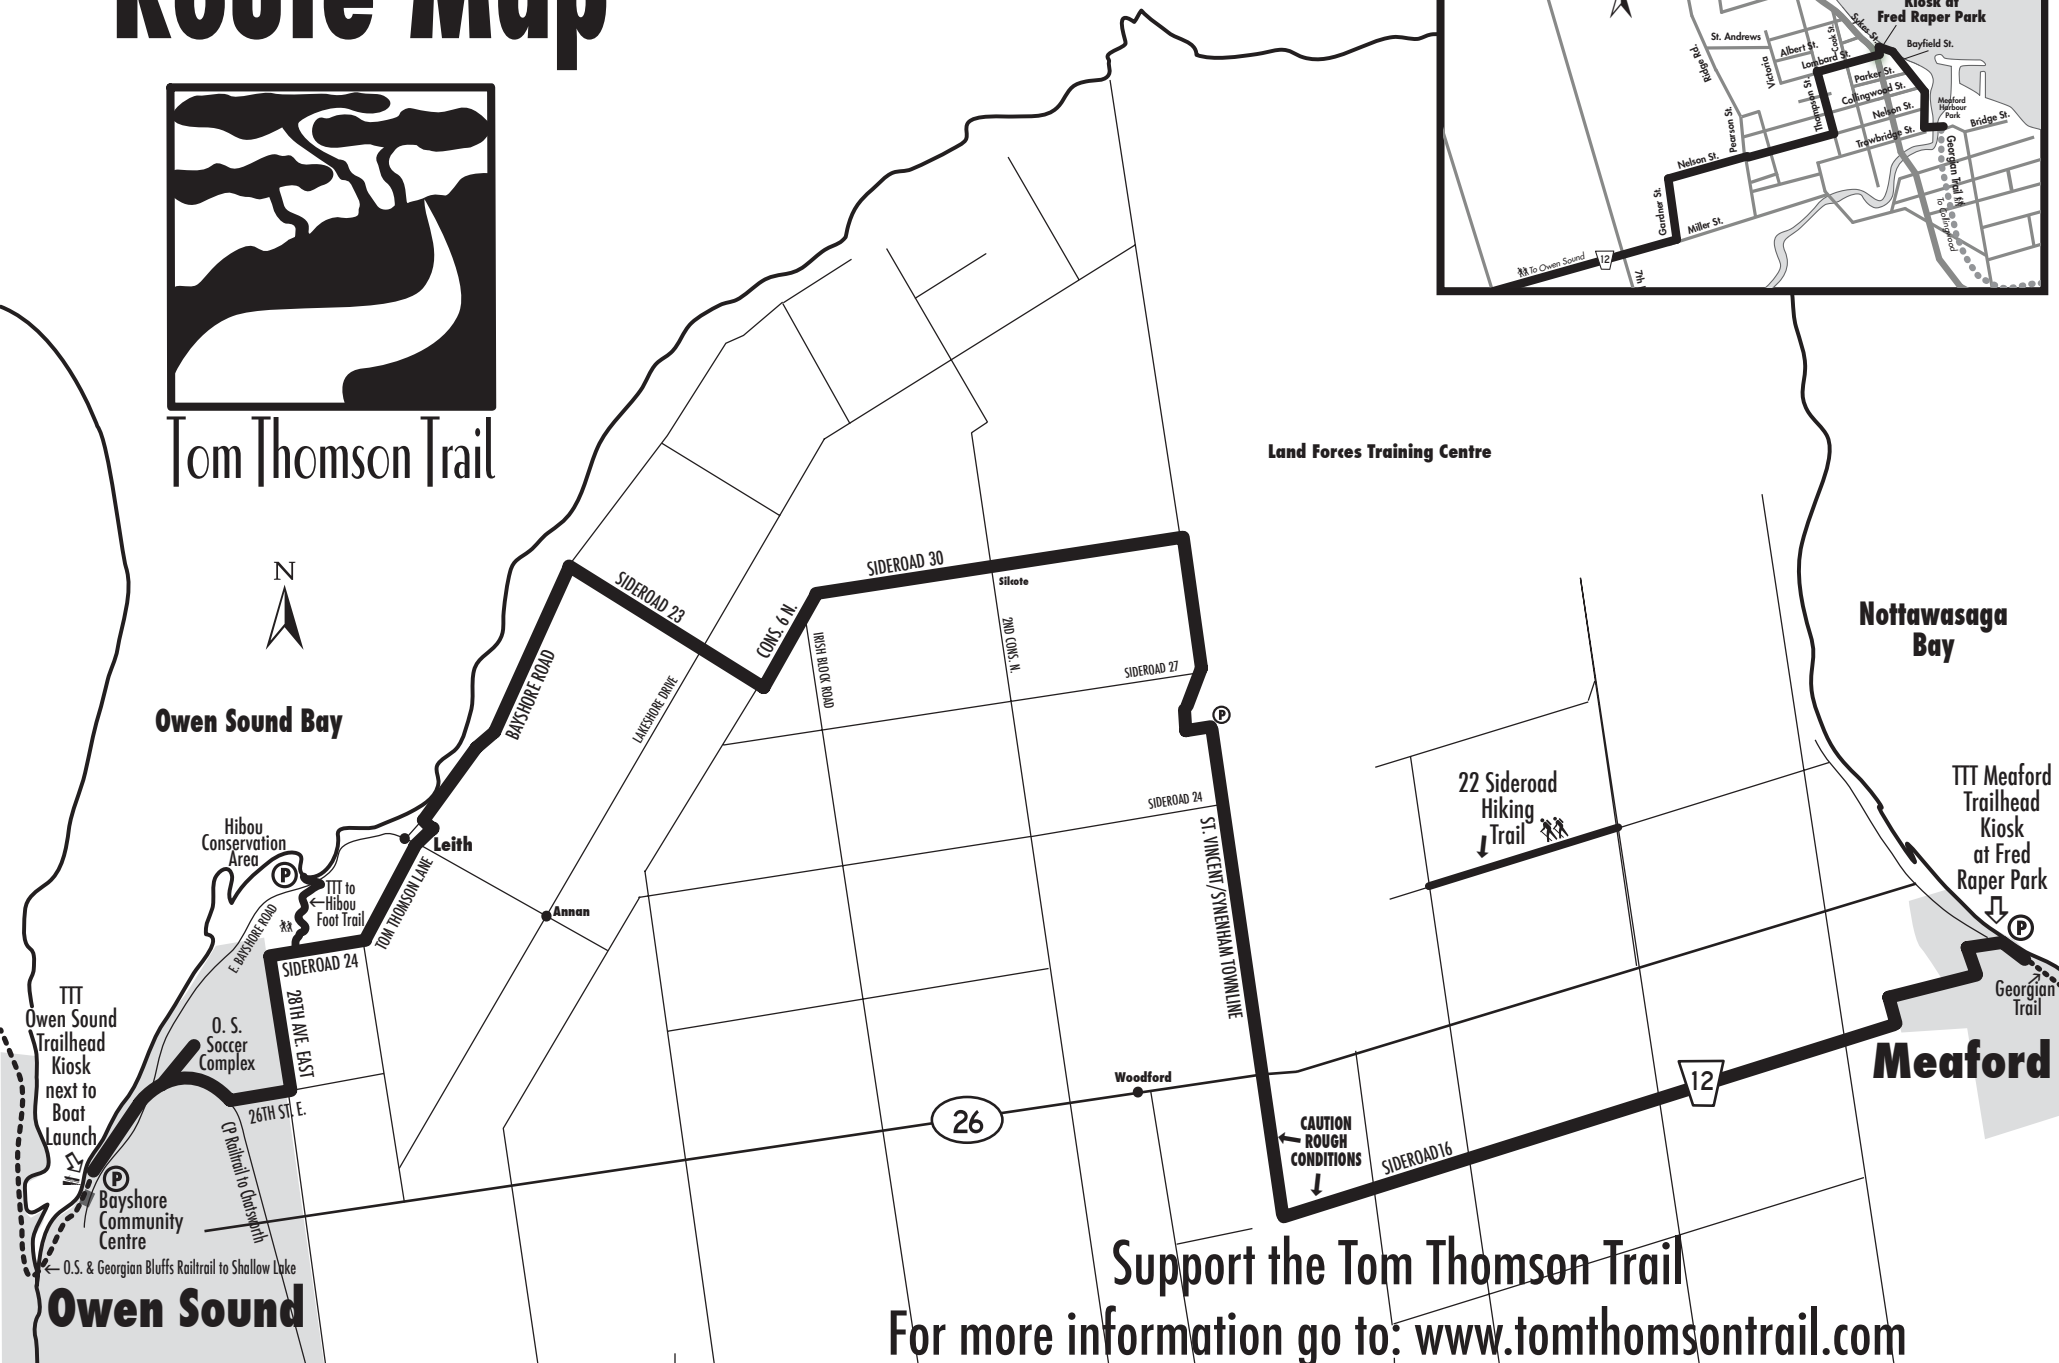 Route Map
Tom Thomson Trail
N
Owen Sound Bay
Land Forces Training Centre
Nottawasaga
Bay
Kiosk at
Fred Raper Park
Sykes St.
Cook St.
Bayfield St.
St. Andrews
Albert St.
Lombard St.
Ridge Rd.
Victoria
Parker St.
Thompson St.
Collingwood St.
Nelson St.
Trowbridge St.
Meaford
Harbour
Park
Bridge St.
Pearson St.
Nelson St.
Georgian Trail
To Collingwood
Gardner St.
Miller St.
To Owen Sound
12
7th
SIDEROAD 30
Silcote
SIDEROAD 23
CONS. 6 N.
IRISH BLOCK ROAD
2ND CONS. N.
SIDEROAD 27
P
BAYSHORE ROAD
LAKESHORE DRIVE
SIDEROAD 24
ST. VINCENT/SYNENHAM TOWNLINE
22 Sideroad
Hiking
Trail
TTT Meaford
Trailhead
Kiosk
at Fred
Raper Park
P
Georgian
Trail
Meaford
Hibou
Conservation
Area
P
Leith
TTT to
Hibou
Foot Trail
TOM THOMSON LANE
Annan
E. BAYSHORE ROAD
SIDEROAD 24
28TH AVE. EAST
TTT
Owen Sound
Trailhead
Kiosk
next to
Boat
Launch
O. S.
Soccer
Complex
26TH ST. E.
CP Railtrail to Chatsworth
P
Bayshore
Community
Centre
O.S. & Georgian Bluffs Railtrail to Shallow Lake
Owen Sound
Woodford
26
12
CAUTION
ROUGH
CONDITIONS
SIDEROAD16
Support the Tom Thomson Trail
For more information go to: www.tomthomsontrail.com